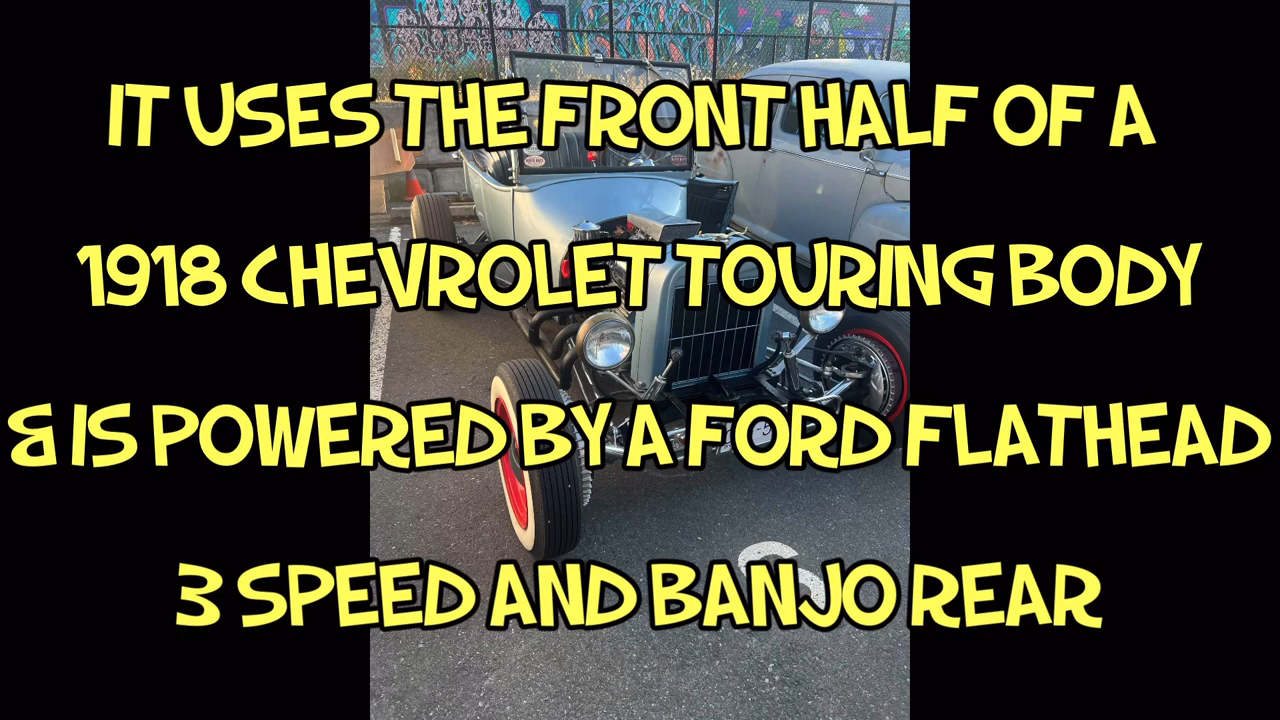 IT USES THE FRONT HALF OF A
1918 CHEVROLET TOURING BODY
& IS POWERED BY A FORD FLATHEAD
3 SPEED AND BANJO REAR